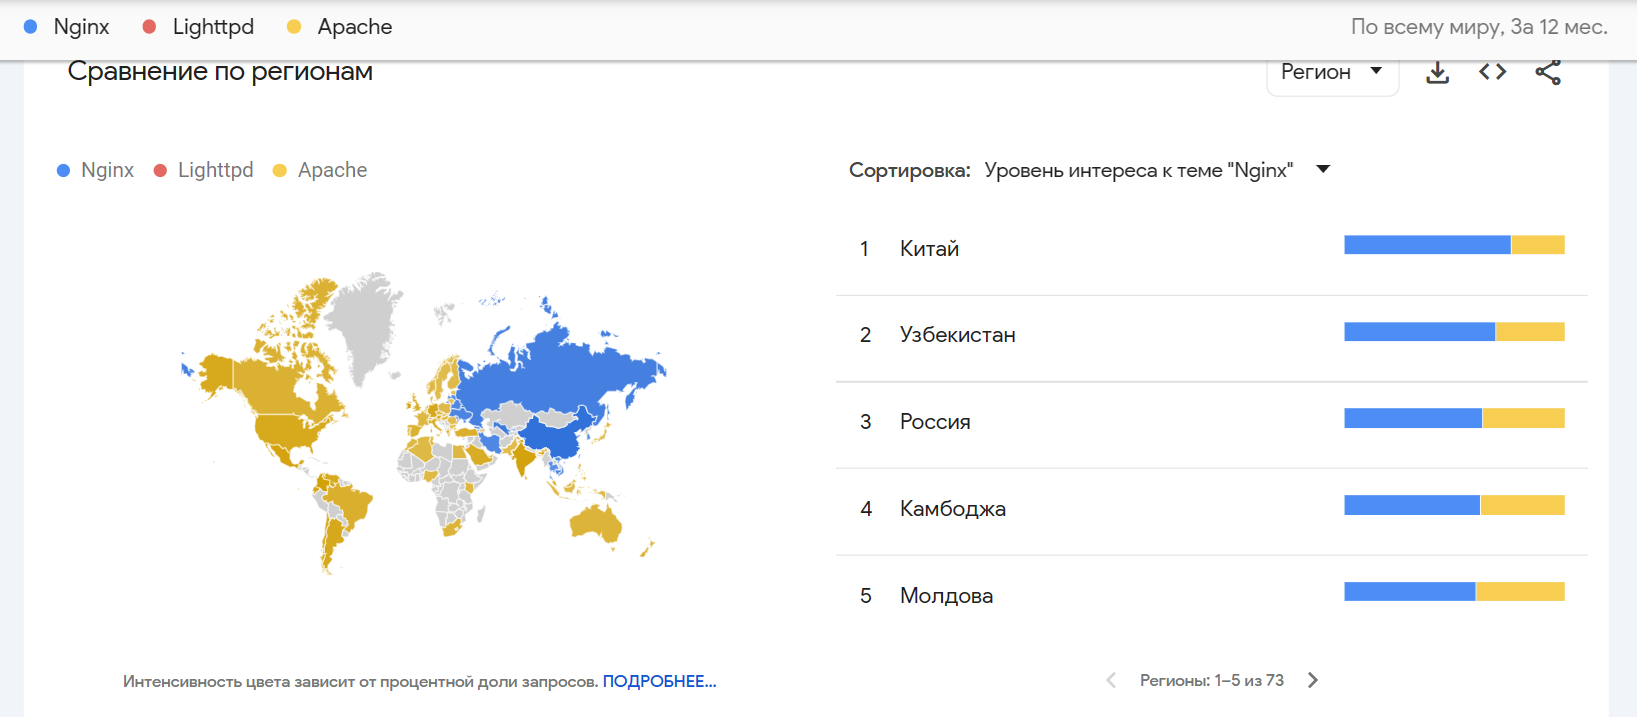 Nginx Lighttpd Apache По всему миру, За 12 мес.
Сравнение по регионам Регион
Nginx Lighttpd Apache
Сортировка: Уровень интереса к теме "Nginx"
1 Китай
2 Узбекистан
3 Россия
4 Камбоджа
5 Молдова
Интенсивность цвета зависит от процентной доли запросов. ПОДРОБНЕЕ...
Регионы: 1–5 из 73